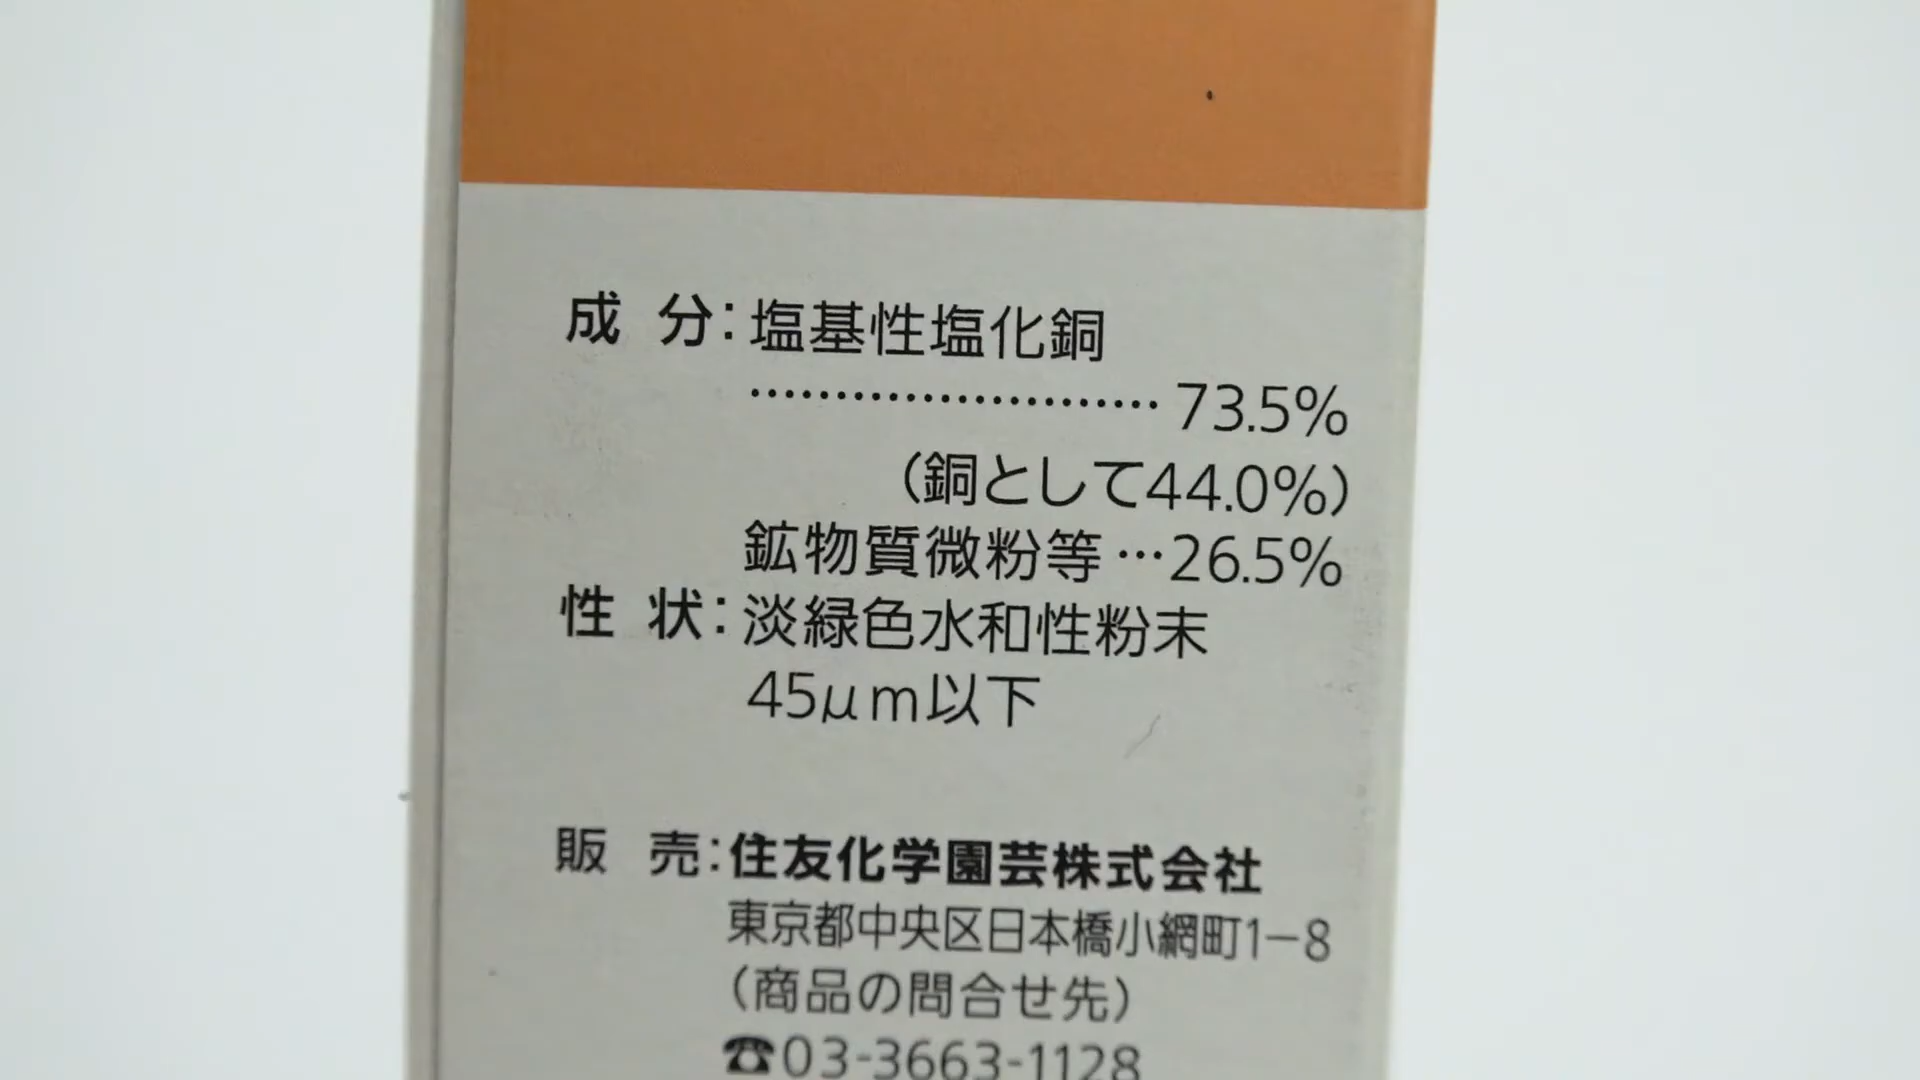 成 分：塩基性塩化銅
……………………… 73.5%
（銅として44.0%）
鉱物質微粉等…26.5%
性 状：淡緑色水和性粉末
45μm以下
販 売：住友化学園芸株式会社
東京都中央区日本橋小網町1−8
（商品の問合せ先）
☎03-3663-1128